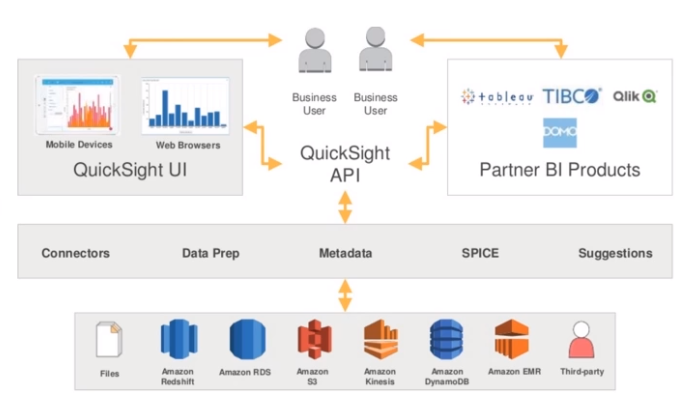 Business
User
Business
User
Mobile Devices
Web Browsers
QuickSight UI
QuickSight
API
tableau
TIBCO
Qlik
DOMO
Partner BI Products
Connectors
Data Prep
Metadata
SPICE
Suggestions
Files
Amazon
Redshift
Amazon RDS
Amazon
S3
Amazon
Kinesis
Amazon
DynamoDB
Amazon EMR
Third-party